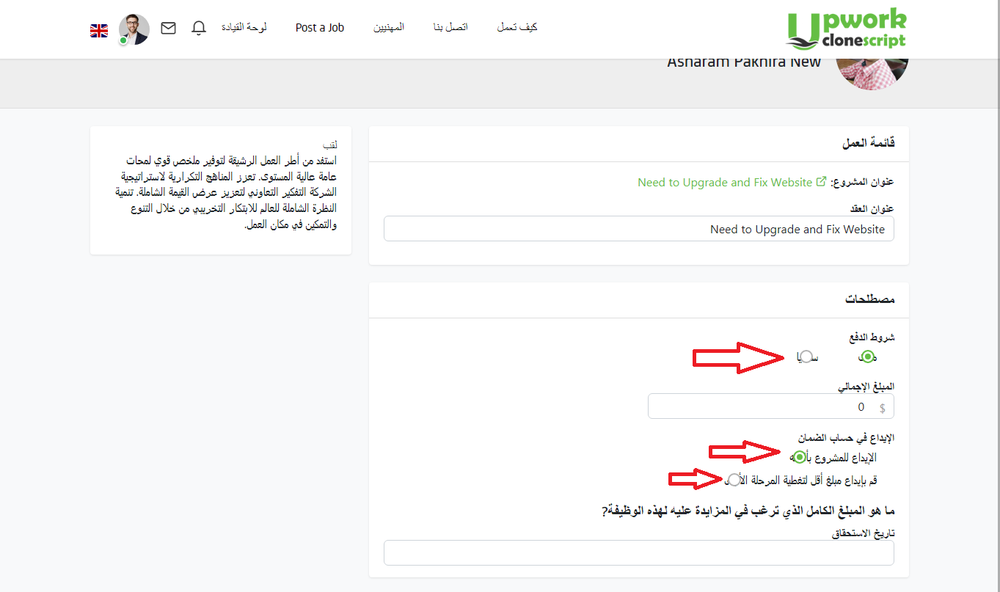 Upwork
clonescript
كيف تعمل
اتصل بنا
المهنيين
Post a Job
لوحة القيادة
Asharam Pakhira New
قائمة العمل
عنوان المشروع: Need to Upgrade and Fix Website
عنوان العقد
Need to Upgrade and Fix Website
لقب
استفد من أطر العمل الرشيقة لتوفير ملخص قوي لمحات
عامة عالية المستوى. تعزز المناهج التكرارية لاستراتيجية
الشركة التفكير التعاوني لتعزيز عرض القيمة الشاملة. تنمية
النظرة الشاملة للعالم للابتكار التخريبي من خلال التنوع
والتمكين في مكان العمل.
مصطلحات
شروط الدفع
المبلغ الإجمالي
$ 0
الإيداع في حساب الضمان
الإيداع للمشروع
قم بإيداع مبلغ أقل لتغطية المرحلة
ما هو المبلغ الكامل الذي ترغب في المزايدة عليه لهذه الوظيفة?
تاريخ الاستحقاق